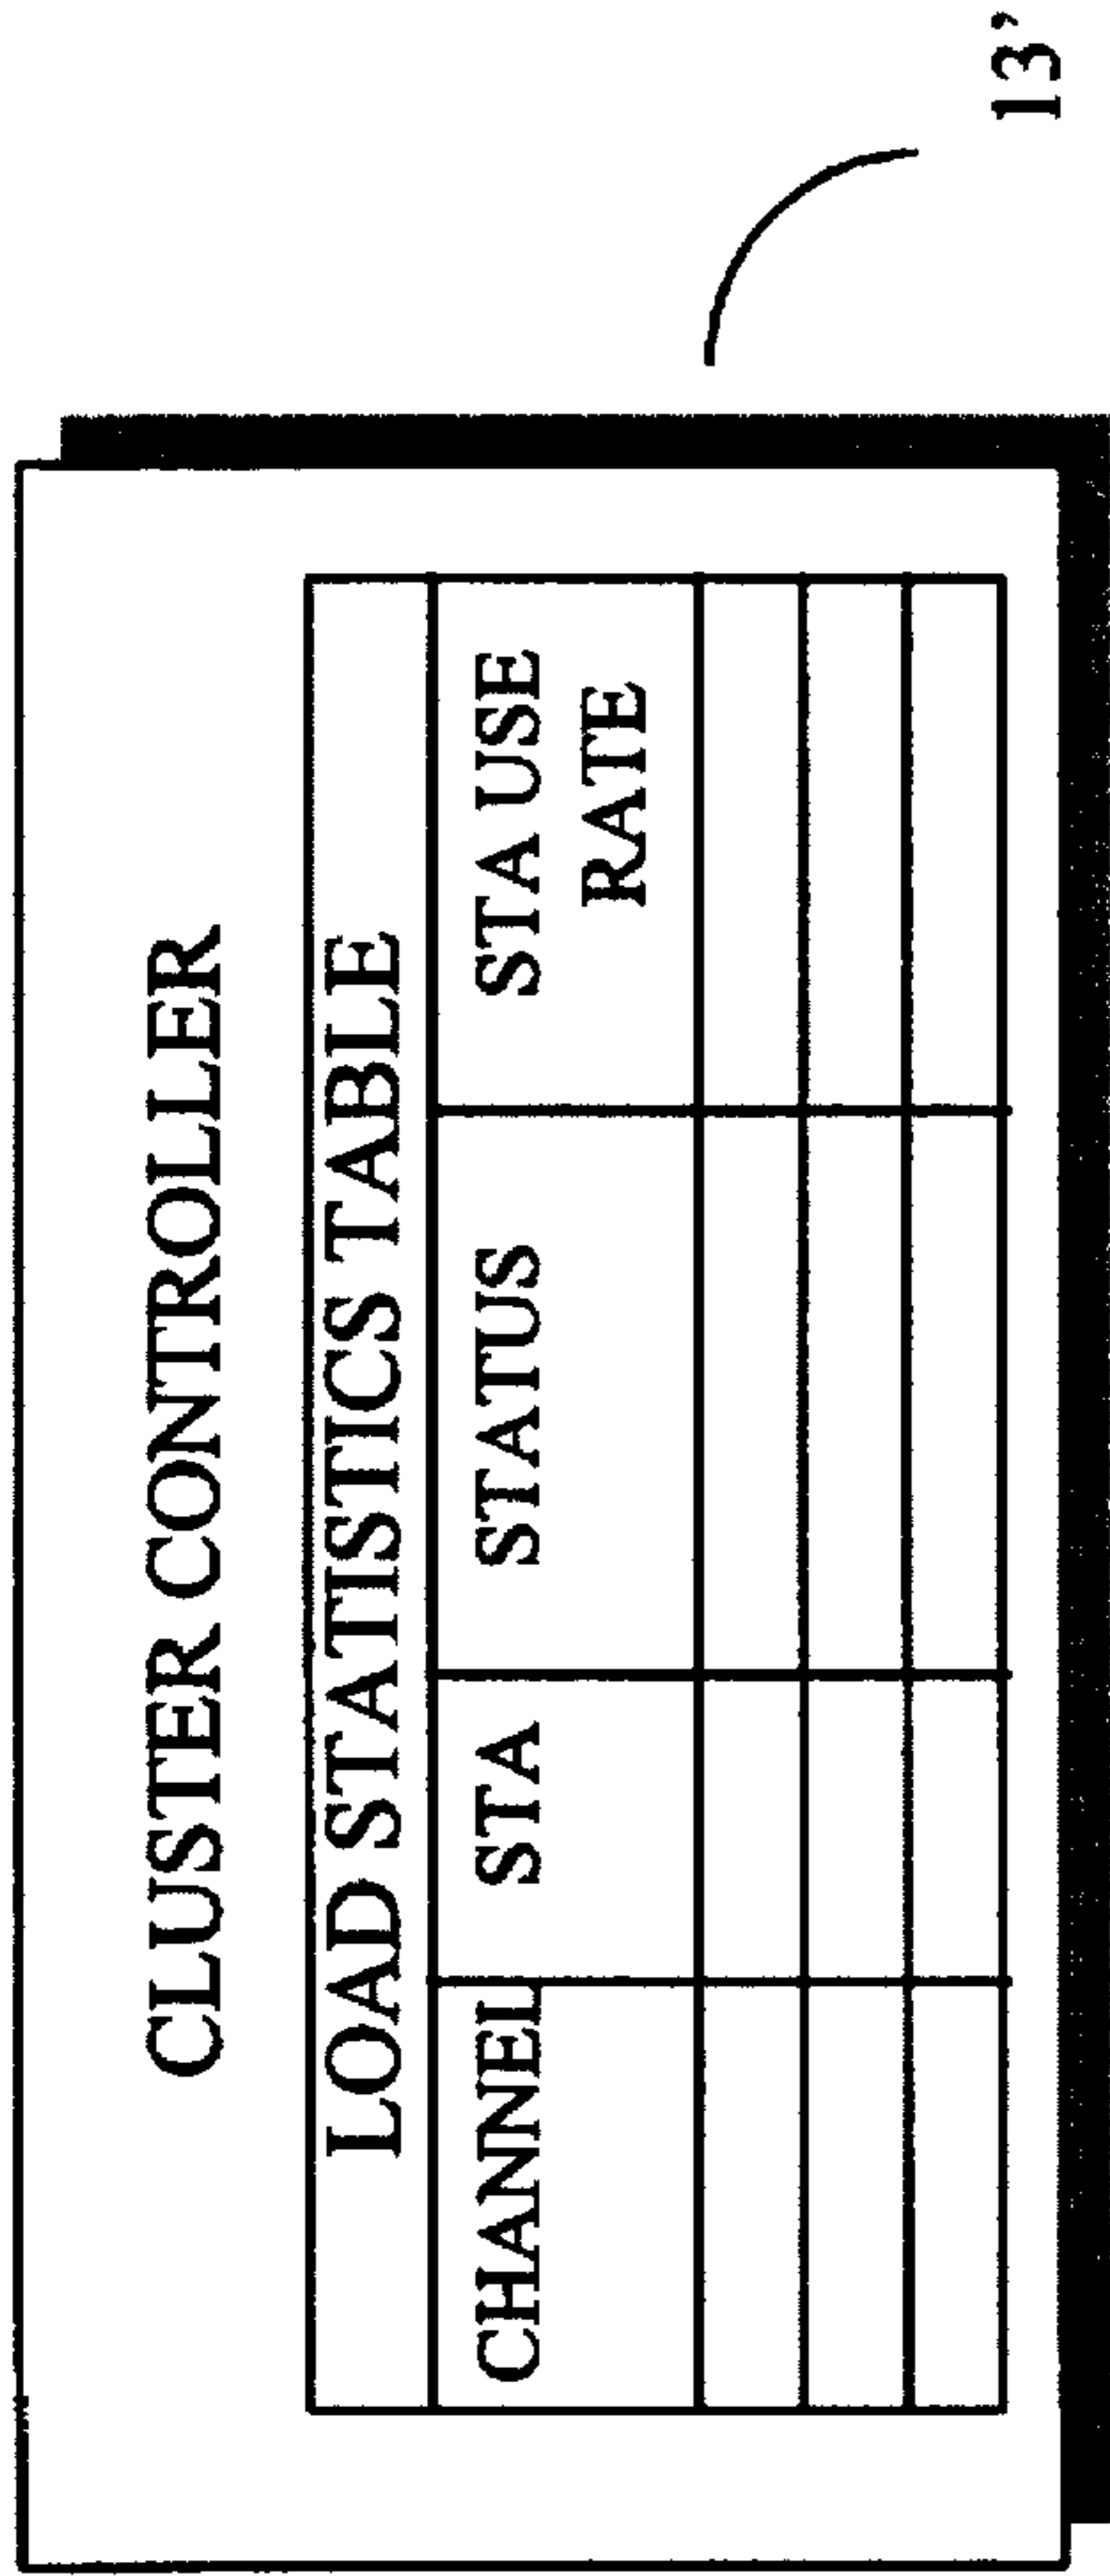 CLUSTER CONTROLLER
LOAD STATISTICS TABLE
CHANNEL
STA
STATUS
STA USE
RATE
13’